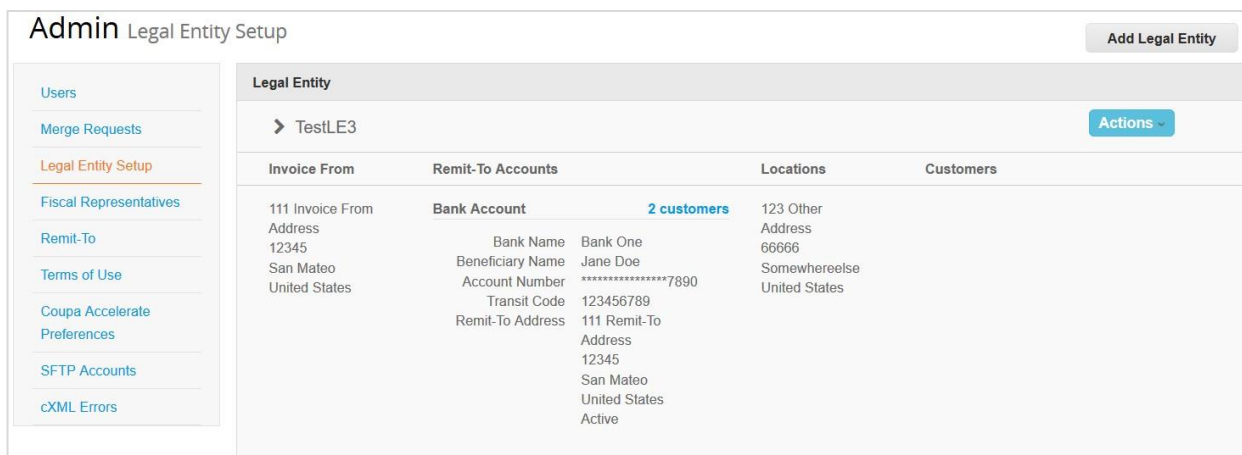 Admin Legal Entity Setup
Add Legal Entity
Users
Merge Requests
Legal Entity Setup
Fiscal Representatives
Remit-To
Terms of Use
Coupa Accelerate
Preferences
SFTP Accounts
cXML Errors
Legal Entity
TestLE3
Actions
Invoice From Remit-To Accounts Locations Customers
111 Invoice From
Address
12345
San Mateo
United States
Bank Account 2 customers
Bank Name Bank One
Beneficiary Name Jane Doe
Account Number ****************7890
Transit Code 123456789
Remit-To Address 111 Remit-To
Address
12345
San Mateo
United States
Active
123 Other
Address
66666
Somewhereelse
United States